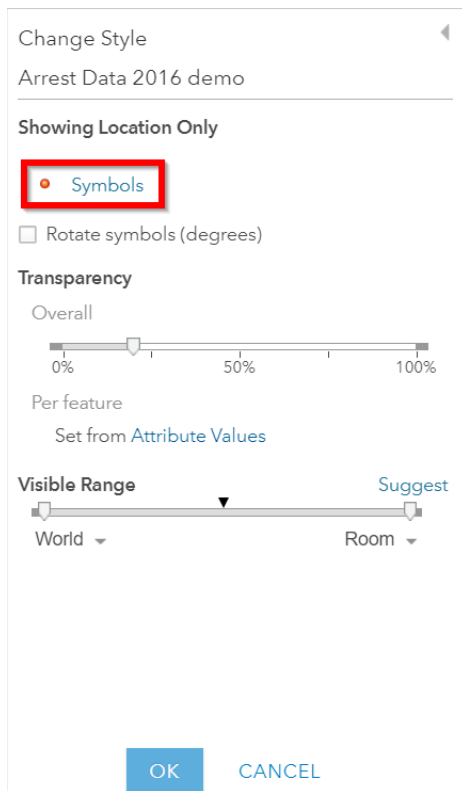 Change Style
Arrest Data 2016 demo
Showing Location Only
Symbols
Rotate symbols (degrees)
Transparency
Overall
0% 50% 100%
Per feature
Set from Attribute Values
Visible Range Suggest
World Room
OK CANCEL